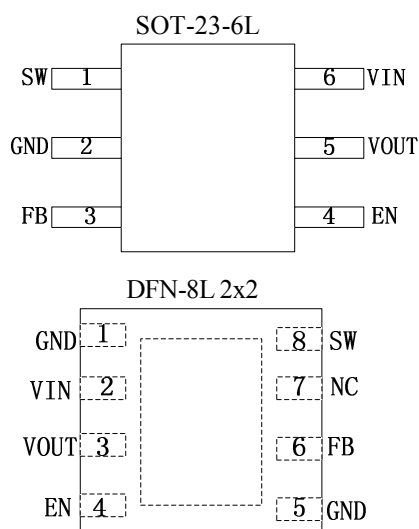 SOT-23-6L
SW 1 6 VIN
GND 2 5 VOUT
FB 3 4 EN
DFN-8L 2x2
GND 1 8 SW
VIN 2 7 NC
VOUT 3 6 FB
EN 4 5 GND